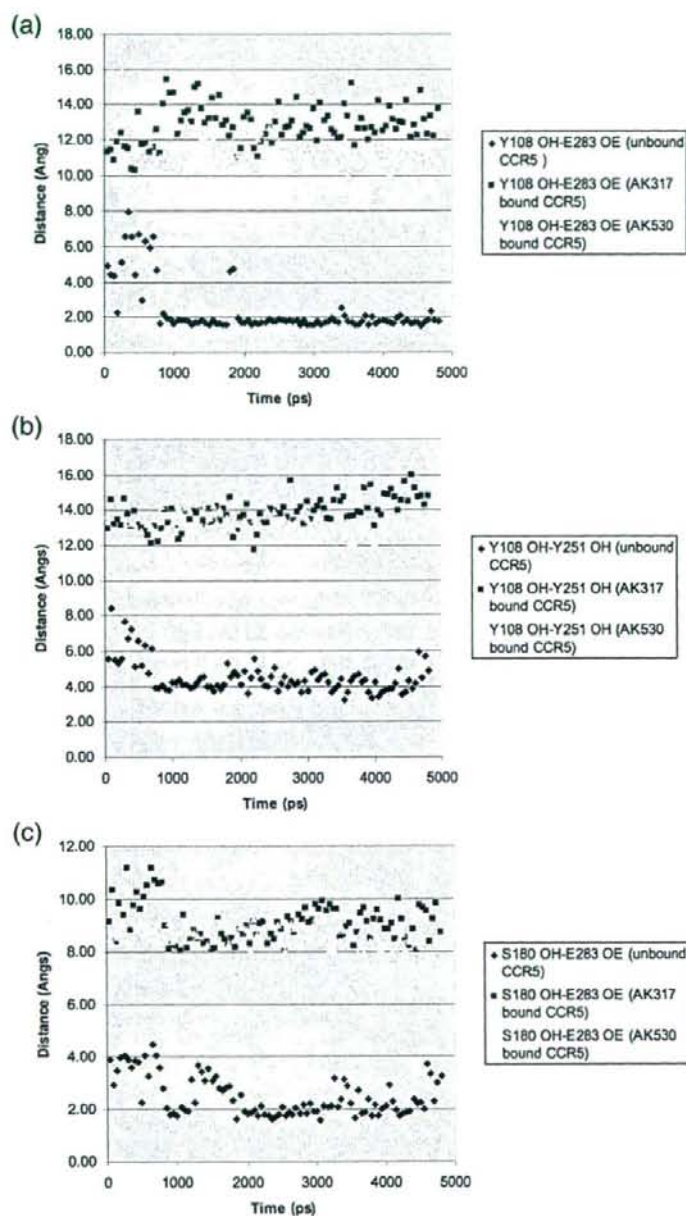 (a)
18.00
16.00
14.00
12.00
10.00
8.00
6.00
4.00
2.00
0.00
Distance (Ang)
0 1000 2000 3000 4000 5000
Time (ps)
Y108 OH-E283 OE (unbound
CCR5 )
Y108 OH-E283 OE (AK317
bound CCR5)
Y108 OH-E283 OE (AK530
bound CCR5)
(b)
18.00
16.00
14.00
12.00
10.00
8.00
6.00
4.00
2.00
0.00
Distance (Angs)
0 1000 2000 3000 4000 5000
Time (ps)
Y108 OH-Y251 OH (unbound
CCR5)
Y108 OH-Y251 OH (AK317
bound CCR5)
Y108 OH-Y251 OH (AK530
bound CCR5)
(c)
12.00
10.00
8.00
6.00
4.00
2.00
0.00
Distance (Angs)
0 1000 2000 3000 4000 5000
Time (ps)
S180 OH-E283 OE (unbound
CCR5)
S180 OH-E283 OE (AK317
bound CCR5)
S180 OH-E283 OE (AK530
bound CCR5)